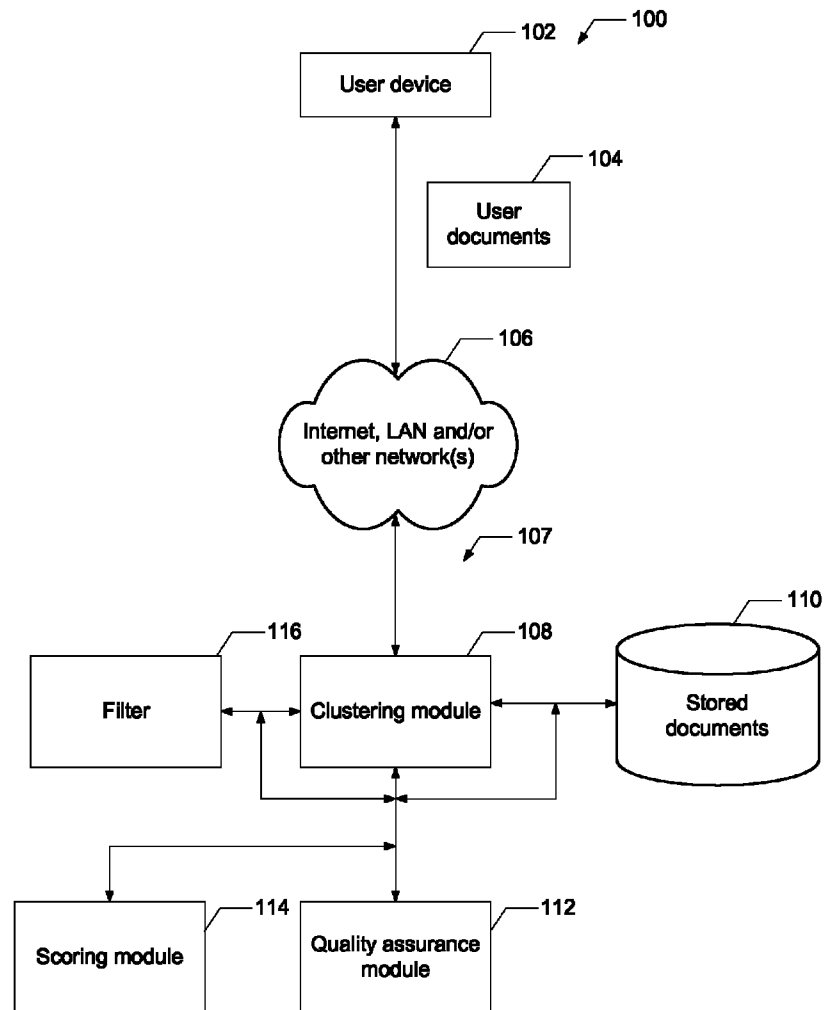 102
100
User device
104
User
documents
106
Internet, LAN and/or
other network(s)
107
116
108
110
Filter
Clustering module
Stored
documents
114
112
Scoring module
Quality assurance
module